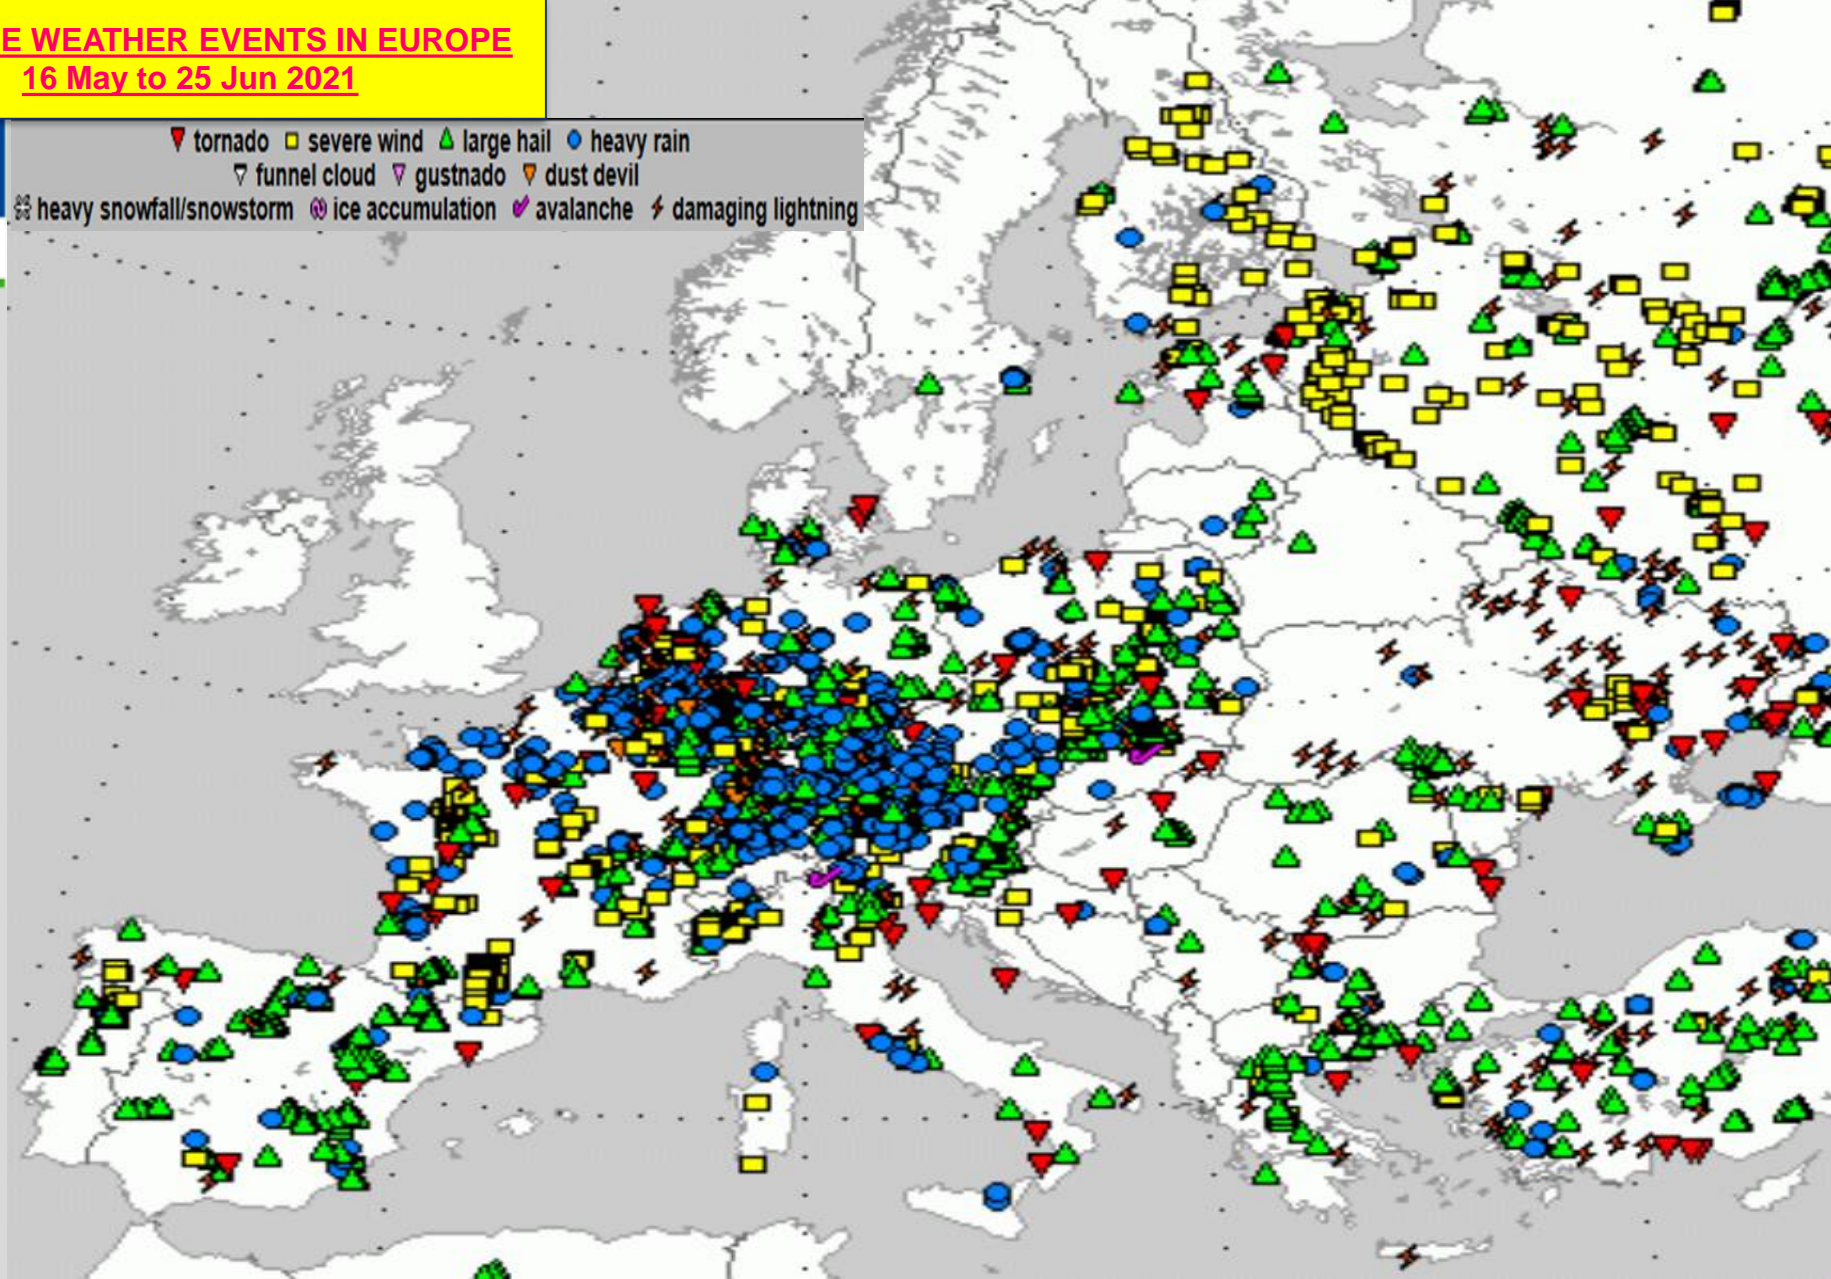 E WEATHER EVENTS IN EUROPE
16 May to 25 Jun 2021
tornado severe wind large hail heavy rain
funnel cloud gustnado dust devil
heavy snowfall/snowstorm ice accumulation avalanche damaging lightning